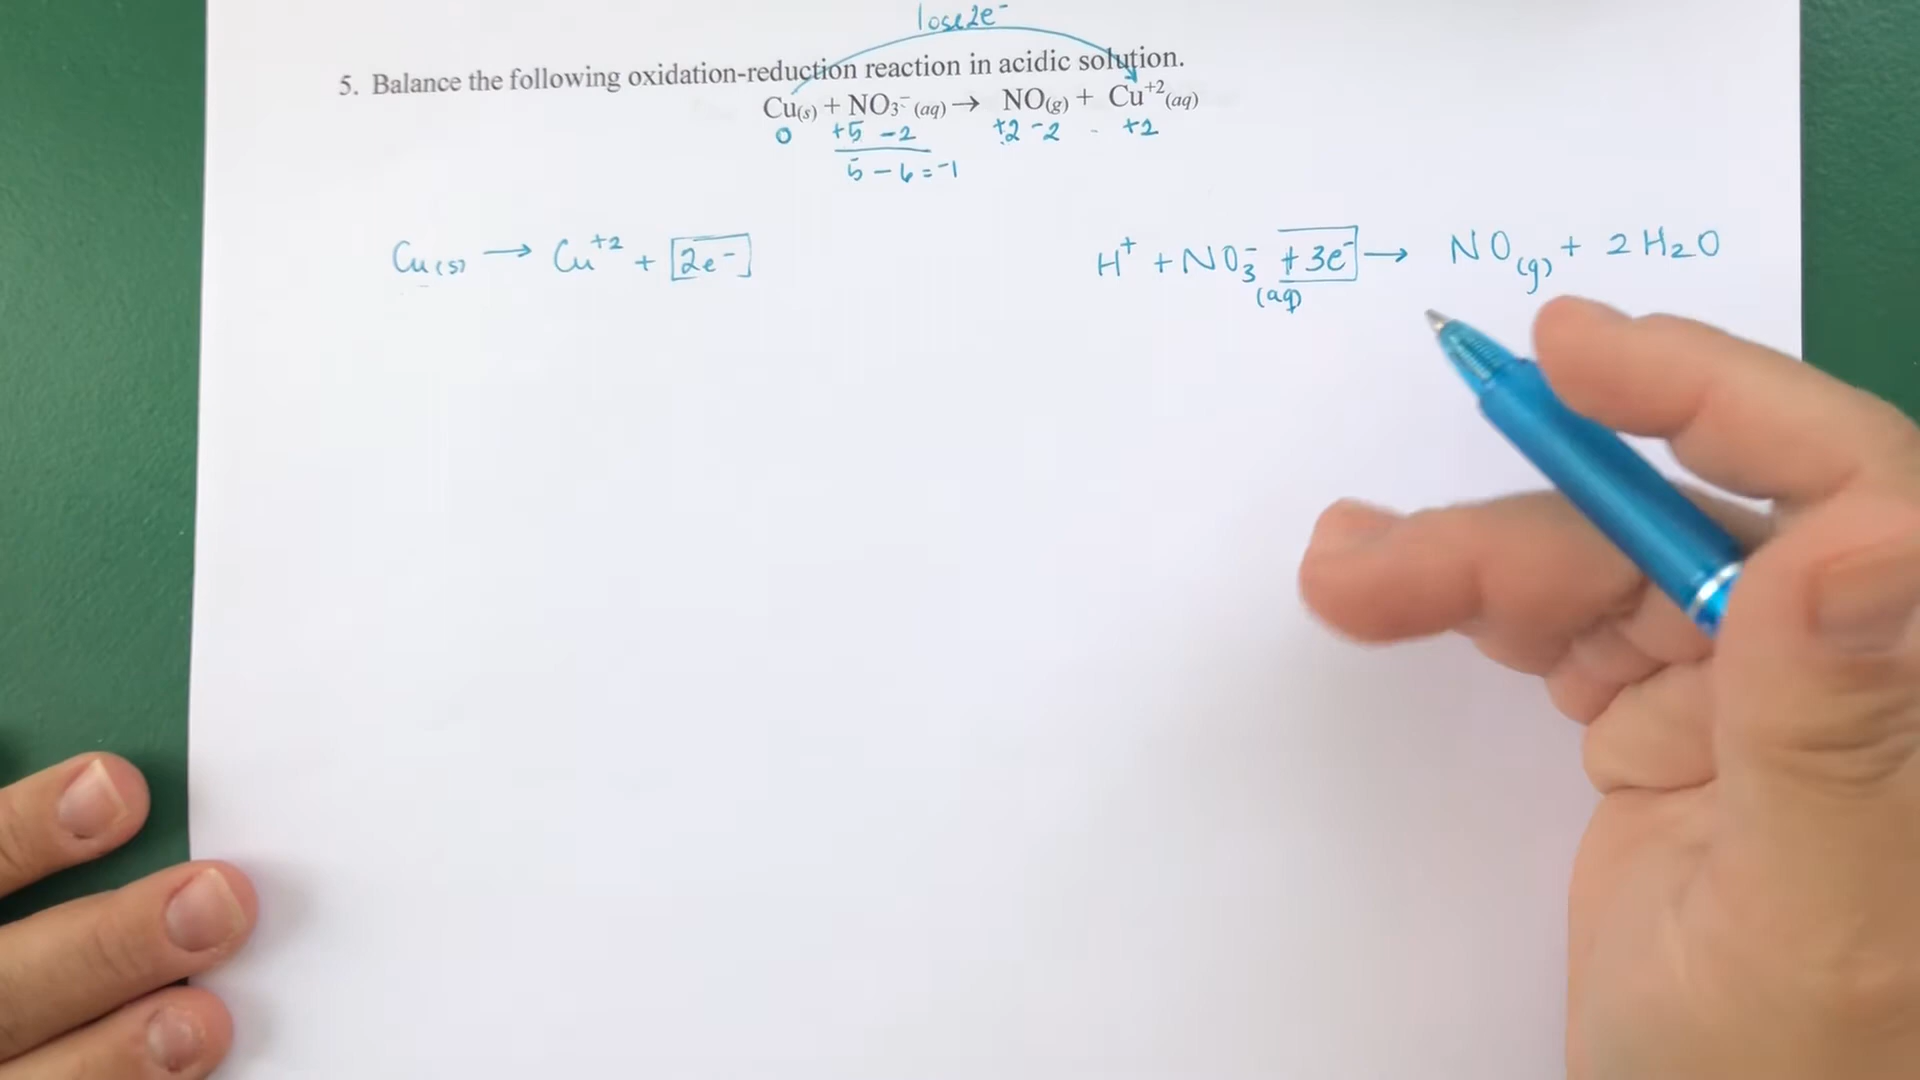 lose 2e⁻
5. Balance the following oxidation-reduction reaction in acidic solution.
Cu(s) + NO₃⁻ (aq) → NO(g) + Cu⁺²(aq)
0 +5 -2 +2 -2 +2
5 - 6 = -1
Cu(s) → Cu⁺² + 2e⁻
H⁺ + NO₃⁻ + 3e⁻ → NO(g) + 2 H₂O
(aq)